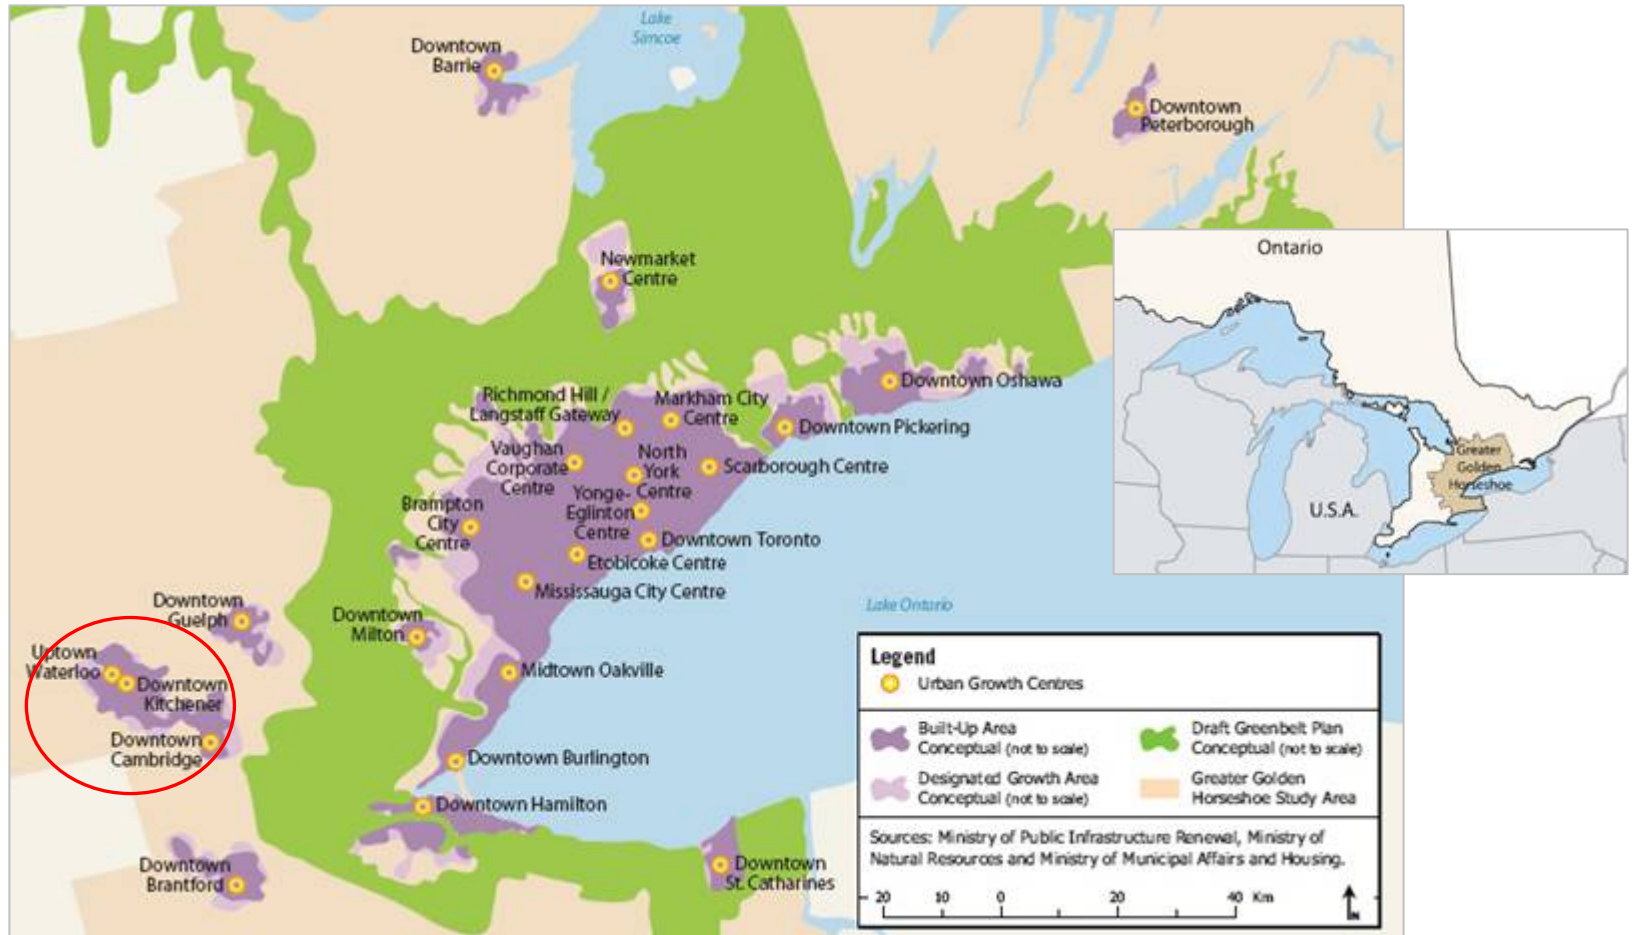 Lake
Simcoe
Downtown
Barrie
Downtown
Peterborough
Newmarket
Centre
Downtown Oshawa
Richmond Hill /
Langstaff Gateway
Markham City
Centre
Downtown Pickering
Vaughan
Corporate
Centre
North
York
Centre
Scarborough Centre
Yonge-
Eglinton
Centre
Brampton
City
Centre
Downtown Toronto
Etobicoke Centre
Mississauga City Centre
Downtown
Guelph
Downtown
Milton
Uptown
Waterloo
Downtown
Kitchener
Midtown Oakville
Downtown
Cambridge
Downtown Burlington
Downtown Hamilton
Downtown
Brantford
Downtown
St. Catharines
Lake Ontario
Ontario
Greater
Golden
Horseshoe
U.S.A.
Legend
Urban Growth Centres
Built-Up Area
Conceptual (not to scale)
Draft Greenbelt Plan
Conceptual (not to scale)
Designated Growth Area
Conceptual (not to scale)
Greater Golden
Horseshoe Study Area
Sources: Ministry of Public Infrastructure Renewal, Ministry of
Natural Resources and Ministry of Municipal Affairs and Housing.
20 10 0 20 40 Km
N